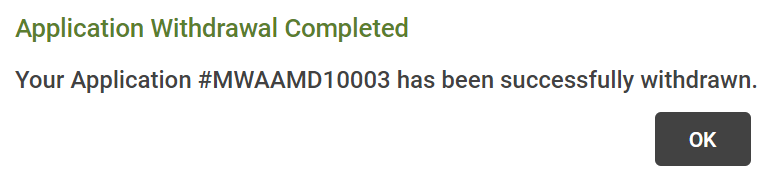 Application Withdrawal Completed
Your Application #MWAAMD10003 has been successfully withdrawn.
OK